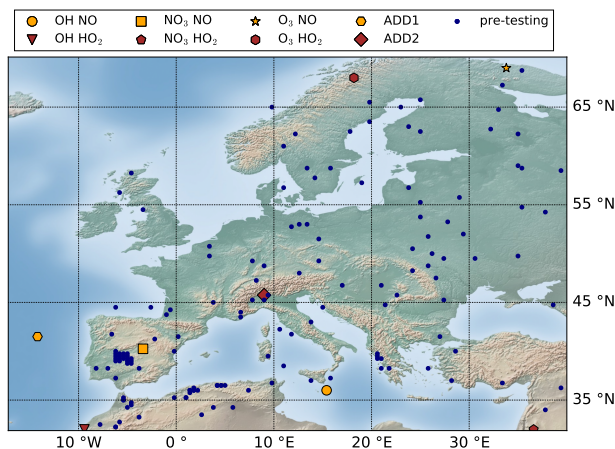 OH NO NO₃ NO O₃ NO ADD1 pre-testing
OH HO₂ NO₃ HO₂ O₃ HO₂ ADD2
65 °N
55 °N
45 °N
35 °N
10 °W 0 ° 10 °E 20 °E 30 °E